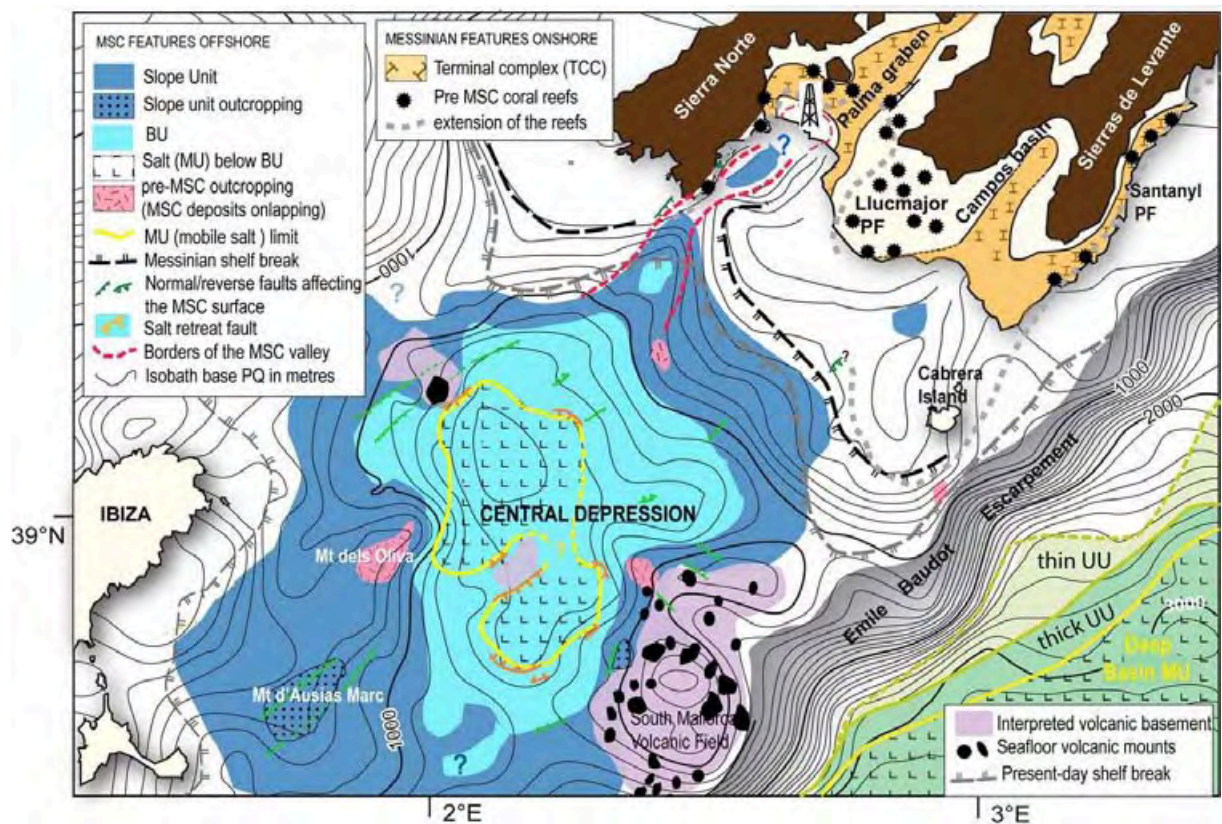 MSC FEATURES OFFSHORE
Slope Unit
Slope unit outcropping
BU
Salt (MU) below BU
pre-MSC outcropping
(MSC deposits onlapping)
MU (mobile salt ) limit
Messinian shelf break
Normal/reverse faults affecting
the MSC surface
Salt retreat fault
Borders of the MSC valley
Isobath base PQ in metres
MESSINIAN FEATURES ONSHORE
Terminal complex (TCC)
Pre MSC coral reefs
extension of the reefs
Sierra Norte
Palma graben
Sierras de Levante
Campos basin
Llucmajor
PF
Santanyl
PF
?
1000
?
?
Cabrera
Island
1000
2000
IBIZA
39°N
CENTRAL DEPRESSION
Mt dels Oliva
Emile Baudot Escarpement
thin UU
thick UU
3000
Deep
Basin MU
Mt d'Ausias Marc
1000
?
South Mallorca
Volcanic Field
Interpreted volcanic basement
Seafloor volcanic mounts
Present-day shelf break
2°E
3°E